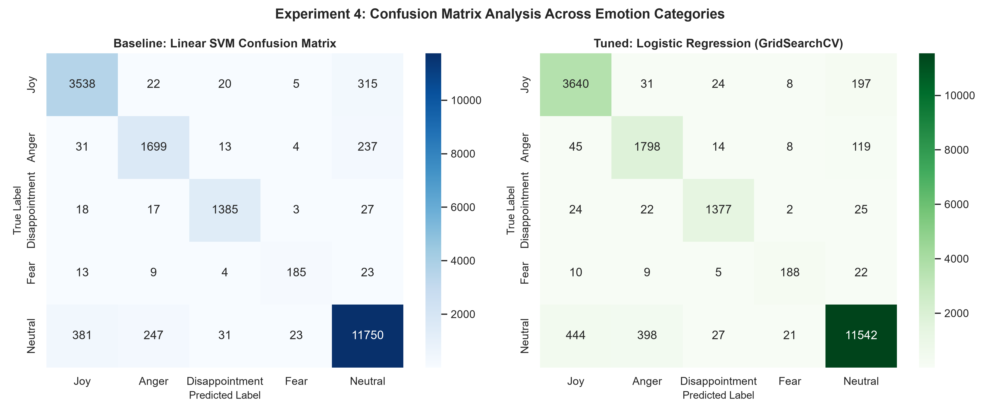 Experiment 4: Confusion Matrix Analysis Across Emotion Categories
Baseline: Linear SVM Confusion Matrix
True Label
Joy
Anger
Disappointment
Fear
Neutral
3538 22 20 5 315
31 1699 13 4 237
18 17 1385 3 27
13 9 4 185 23
381 247 31 23 11750
Joy Anger Disappointment Fear Neutral
Predicted Label
10000
8000
6000
4000
2000
Tuned: Logistic Regression (GridSearchCV)
True Label
Joy
Anger
Disappointment
Fear
Neutral
3640 31 24 8 197
45 1798 14 8 119
24 22 1377 2 25
10 9 5 188 22
444 398 27 21 11542
Joy Anger Disappointment Fear Neutral
Predicted Label
10000
8000
6000
4000
2000